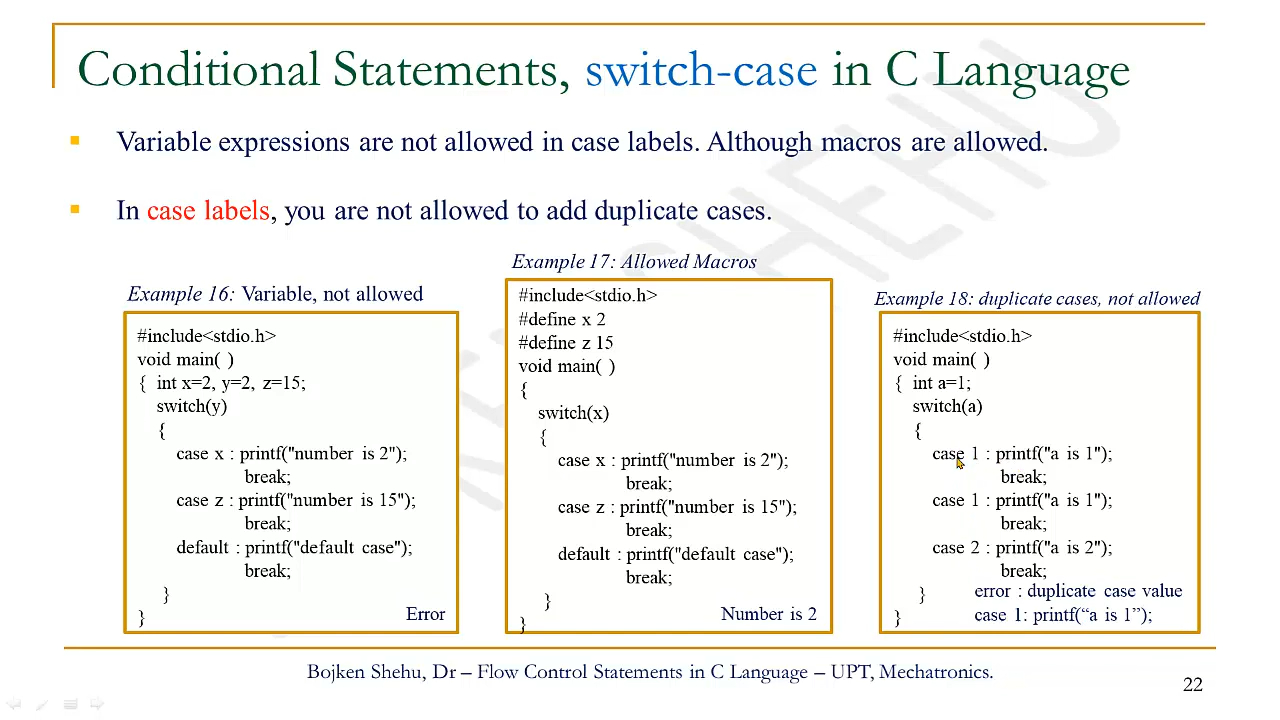 Conditional Statements, switch-case in C Language
▪ Variable expressions are not allowed in case labels. Although macros are allowed.
▪ In case labels, you are not allowed to add duplicate cases.
Example 16: Variable, not allowed
#include<stdio.h>
void main( )
{ int x=2, y=2, z=15;
switch(y)
{
case x : printf("number is 2");
break;
case z : printf("number is 15");
break;
default : printf("default case");
break;
}
}
Error
Example 17: Allowed Macros
#include<stdio.h>
#define x 2
#define z 15
void main( )
{
switch(x)
{
case x : printf("number is 2");
break;
case z : printf("number is 15");
break;
default : printf("default case");
break;
}
}
Number is 2
Example 18: duplicate cases, not allowed
#include<stdio.h>
void main( )
{ int a=1;
switch(a)
{
case 1 : printf("a is 1");
break;
case 1 : printf("a is 1");
break;
case 2 : printf("a is 2");
break;
}
}
error : duplicate case value
case 1: printf(“a is 1”);
Bojken Shehu, Dr – Flow Control Statements in C Language – UPT, Mechatronics.
22